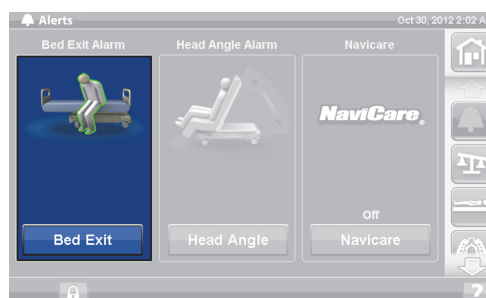 Alerts
Oct 30, 2012 2:02 A
Bed Exit Alarm
Head Angle Alarm
Navicare
NaviCare®
Off
Bed Exit
Head Angle
Navicare
?